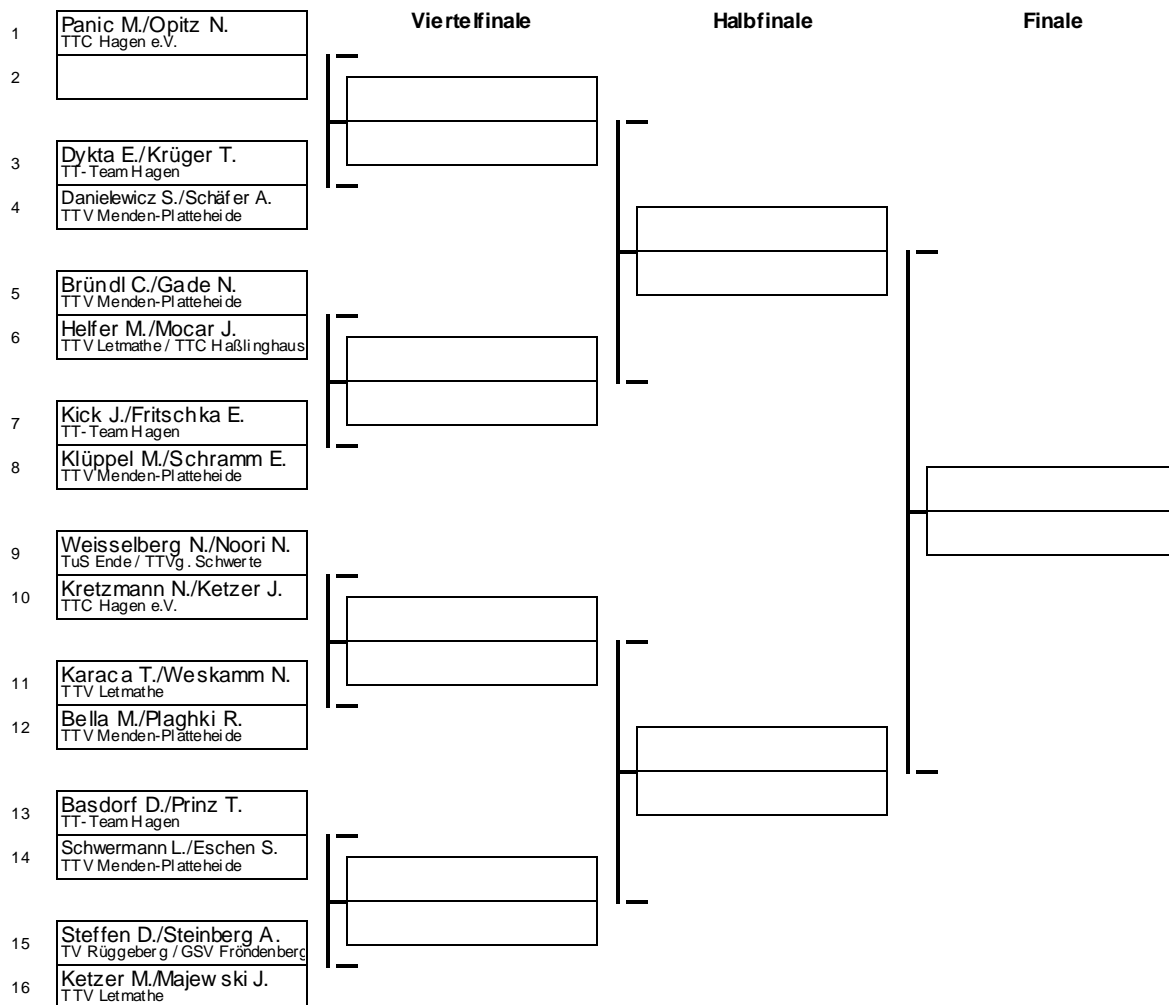 Viertelfinale Halbfinale Finale
1 Panic M./Opitz N.
TTC Hagen e.V.
2
3 Dykta E./Krüger T.
TT-Team Hagen
4 Danielewicz S./Schäfer A.
TTV Menden-Platteheide
5 Bründl C./Gade N.
TTV Menden-Platteheide
6 Helfer M./Mocar J.
TTV Letmathe / TTC Haßlinghaus
7 Kick J./Fritschka E.
TT-Team Hagen
8 Klüppel M./Schramm E.
TTV Menden-Platteheide
9 Weisselberg N./Noori N.
TuS Ende / TTVg. Schwerte
10 Kretzmann N./Ketzer J.
TTC Hagen e.V.
11 Karaca T./Weskamm N.
TTV Letmathe
12 Bella M./Plaghki R.
TTV Menden-Platteheide
13 Basdorf D./Prinz T.
TT-Team Hagen
14 Schwermann L./Eschen S.
TTV Menden-Platteheide
15 Steffen D./Steinberg A.
TV Rüggeberg / GSV Fröndenberg
16 Ketzer M./Majewski J.
TTV Letmathe